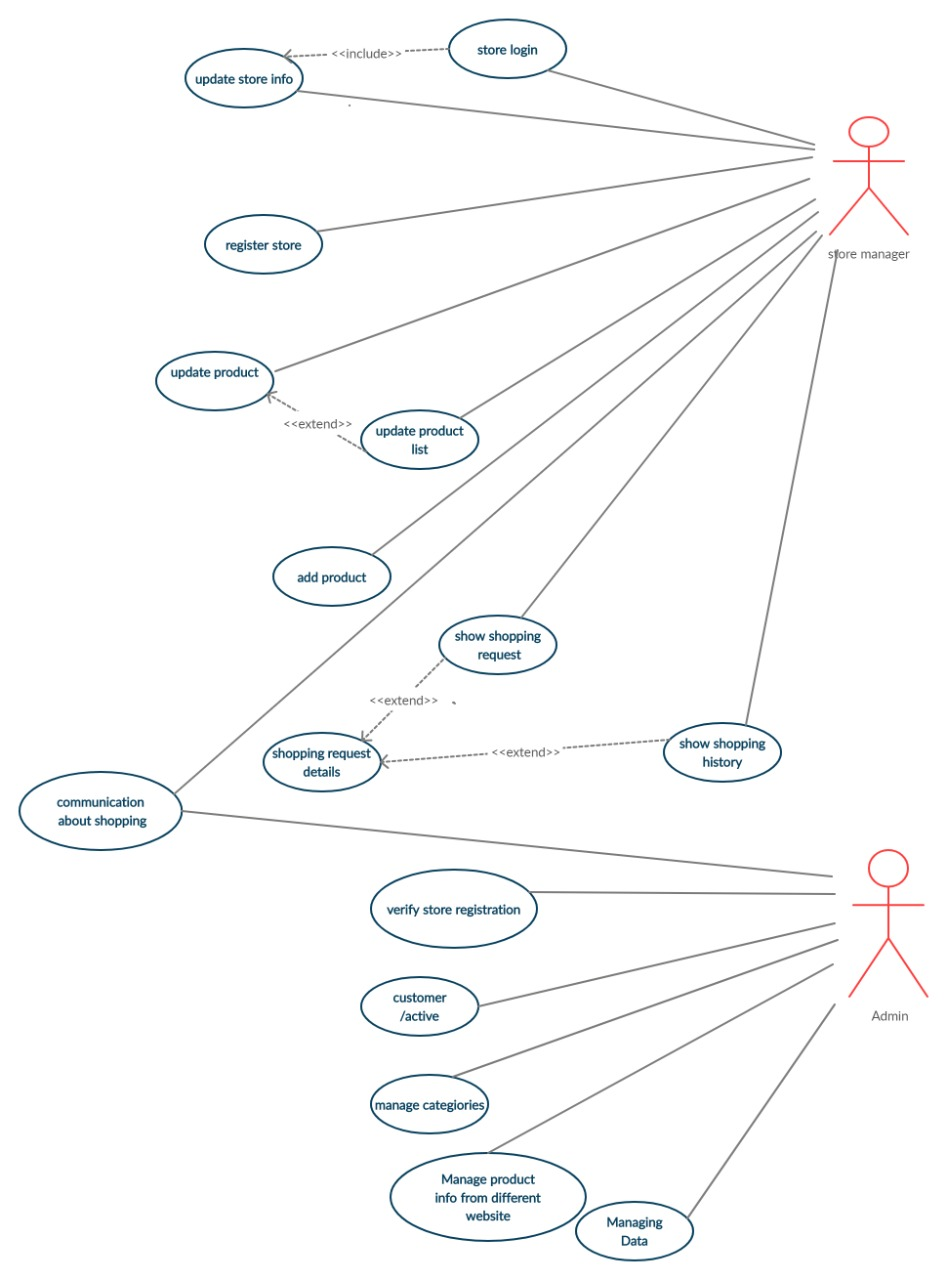 store login
<<include>>
update store info
register store
store manager
update product
<<extend>>
update product
list
add product
show shopping
request
<<extend>>
shopping request
details
<<extend>>
show shopping
history
communication
about shopping
verify store registration
customer
/active
Admin
manage categiories
Manage product
info from different
website
Managing
Data